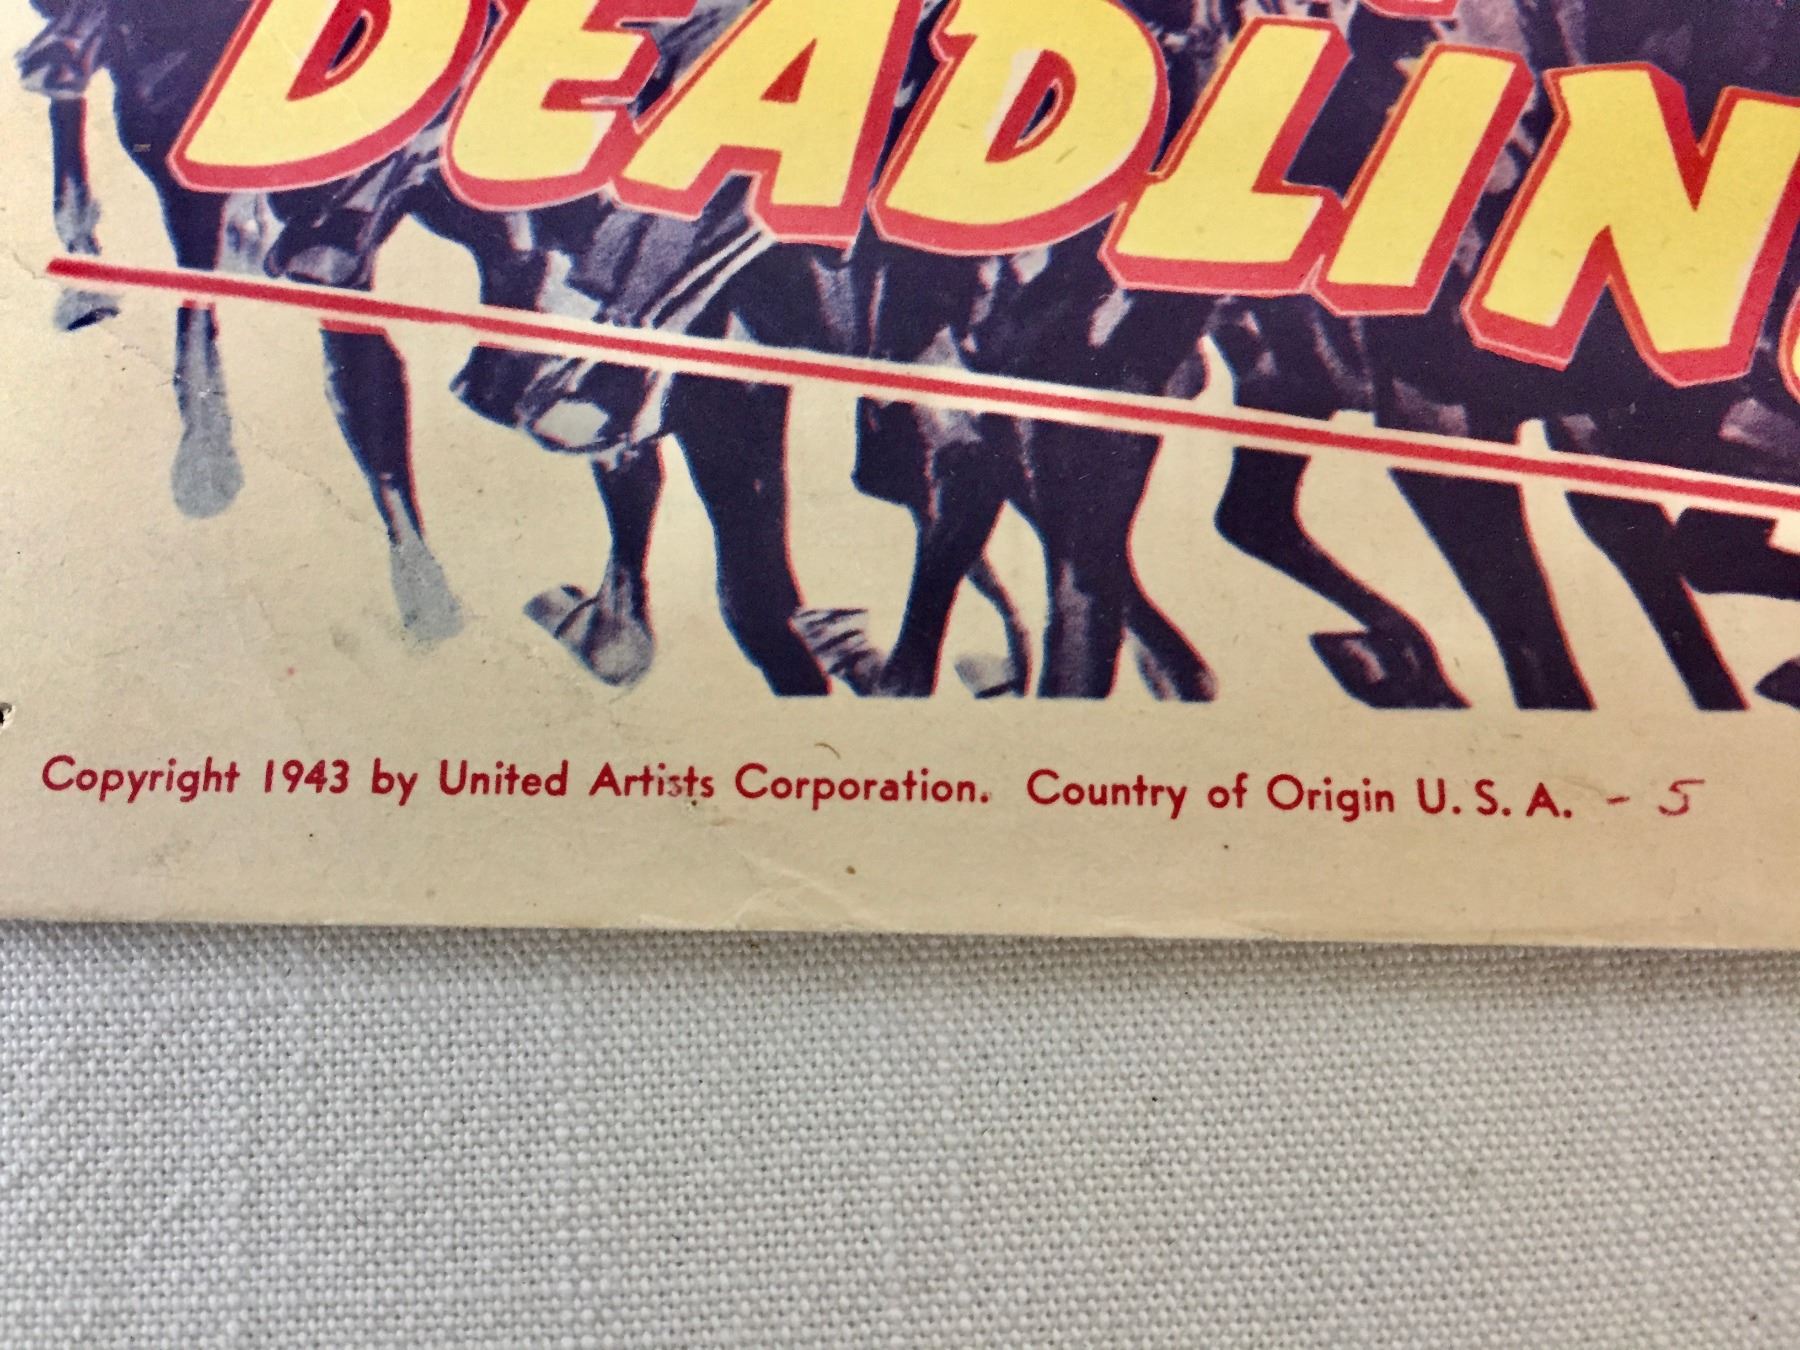 DEADLIN
Copyright 1943 by United Artists Corporation. Country of Origin U. S. A. - 5